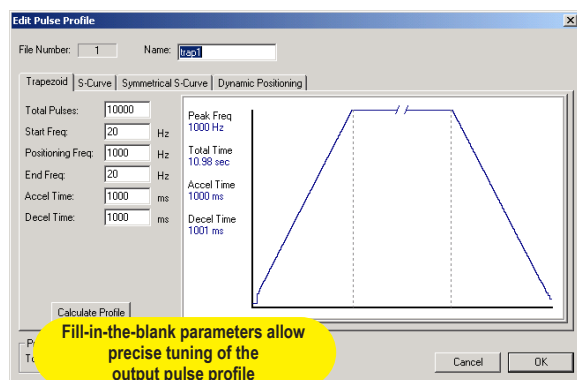 Edit Pulse Profile
File Number: 1 Name: trap1
Trapezoid S-Curve Symmetrical S-Curve Dynamic Positioning
Total Pulses: 10000
Start Freq: 20 Hz
Positioning Freq: 1000 Hz
End Freq: 20 Hz
Accel Time: 1000 ms
Decel Time: 1000 ms
Peak Freq
1000 Hz
Total Time
10.98 sec
Accel Time
1000 ms
Decel Time
1001 ms
Calculate Profile
Fill-in-the-blank parameters allow
precise tuning of the
output pulse profile
Cancel OK